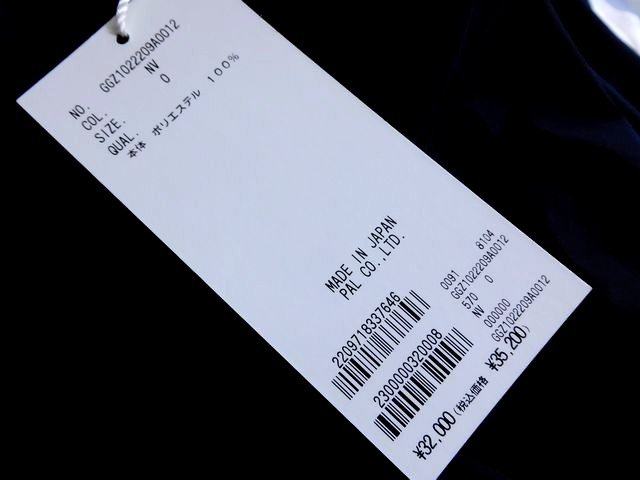 NO. GGZ1022209A0012
COL. NV
SIZE. 0
QUAL.
本体 ポリエステル 100%
MADE IN JAPAN
PAL CO.,LTD.
2209718337646
2300000320008
0091 8104
GGZ1022209A0012
570 0
NV
000000
GGZ1022209A0012
¥32,000(税込価格 ¥35,200)